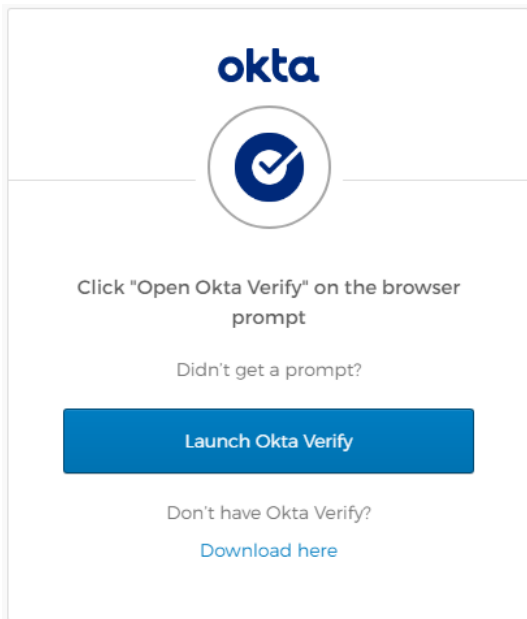 okta
Click "Open Okta Verify" on the browser
prompt
Didn't get a prompt?
Launch Okta Verify
Don't have Okta Verify?
Download here